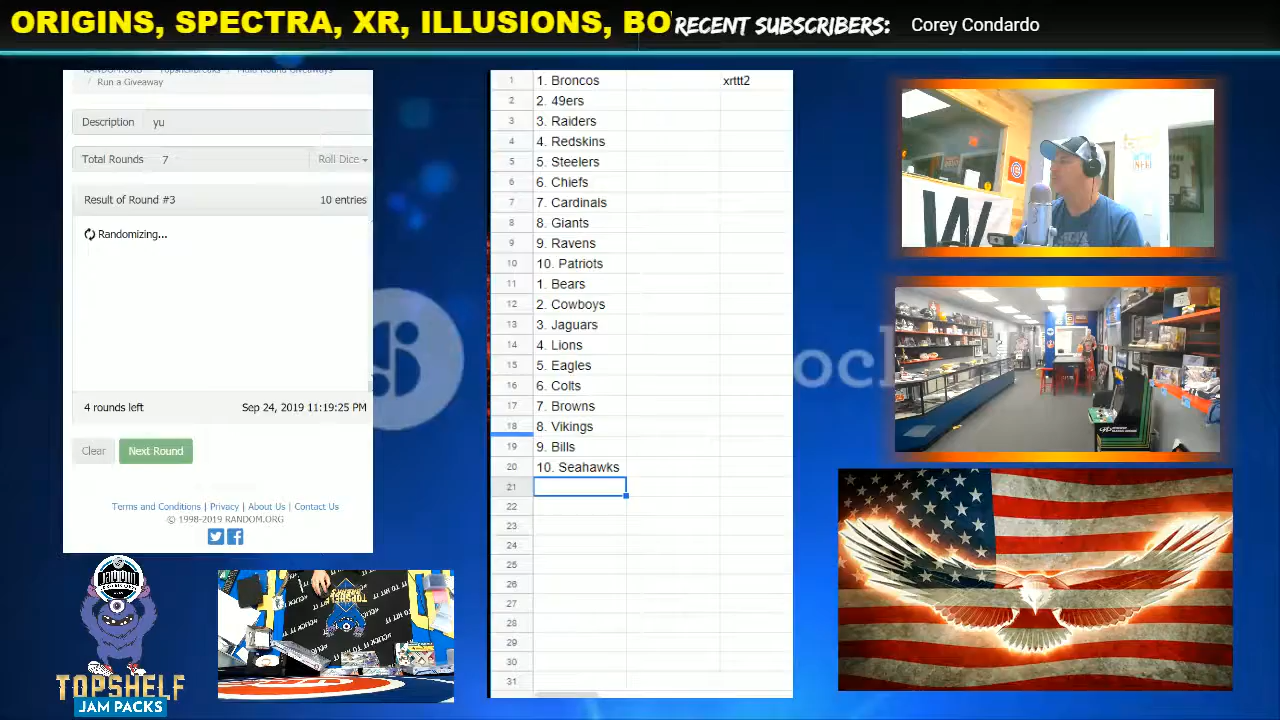 ORIGINS, SPECTRA, XR, ILLUSIONS, BO
RECENT SUBSCRIBERS:
Corey Condardo
/ Run a Giveaway
Description yu
Total Rounds 7 Roll Dice
Result of Round #3 10 entries
Randomizing...
4 rounds left Sep 24, 2019 11:19:25 PM
Clear Next Round
Terms and Conditions | Privacy | About Us | Contact Us
© 1998-2019 RANDOM.ORG
TOPSHELF
JAM PACKS
1 1. Broncos xrttt2
2 2. 49ers
3 3. Raiders
4 4. Redskins
5 5. Steelers
6 6. Chiefs
7 7. Cardinals
8 8. Giants
9 9. Ravens
10 10. Patriots
11 1. Bears
12 2. Cowboys
13 3. Jaguars
14 4. Lions
15 5. Eagles
16 6. Colts
17 7. Browns
18 8. Vikings
19 9. Bills
20 10. Seahawks
21
22
23
24
25
26
27
28
29
30
31